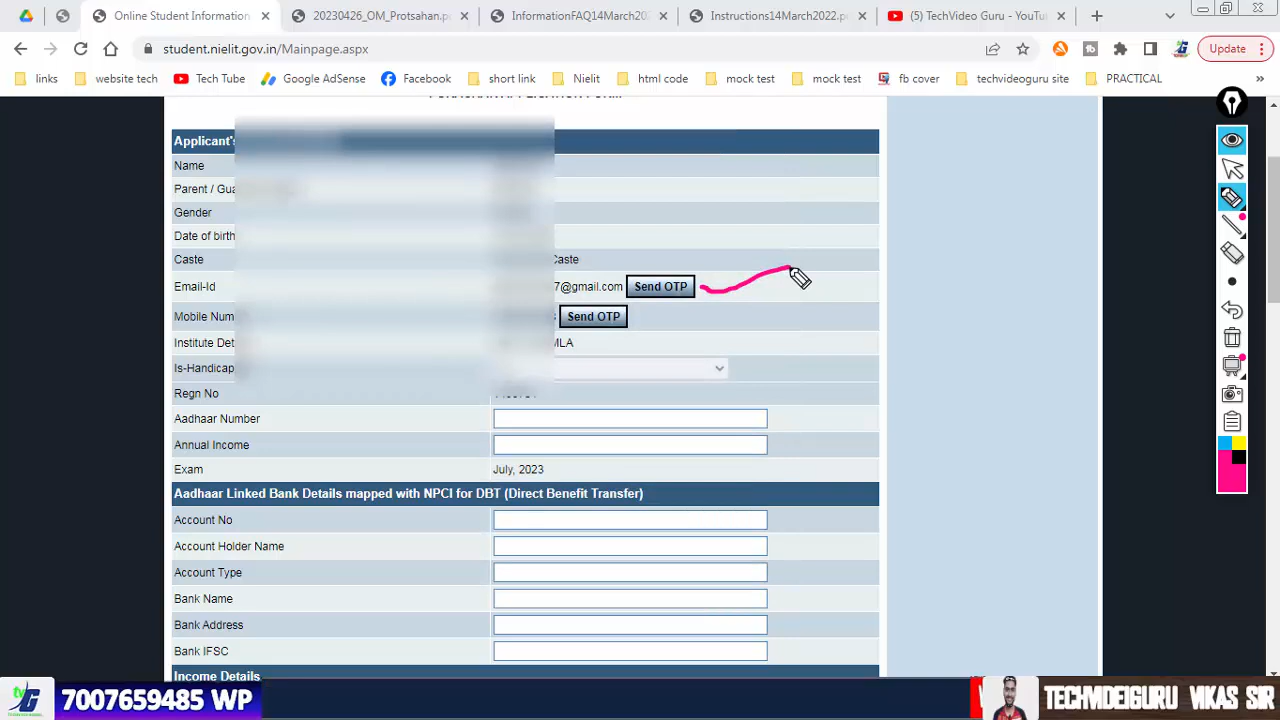 Online Student Information
20230426_OM_Protsahan.
InformationFAQ14March202
Instructions14March2022.p
(5) TechVideo Guru - YouT
student.nielit.gov.in/Mainpage.aspx
Update
links
website tech
Tech Tube
Google AdSense
Facebook
short link
Nielit
html code
mock test
mock test
fb cover
techvideoguru site
PRACTICAL
»
Applicant's
Name
Parent / Gua
Gender
Date of birth
Caste
Caste
Email-Id
7@gmail.com
Send OTP
Mobile Num
Send OTP
Institute Det
MLA
Is-Handicap
Regn No
Aadhaar Number
Annual Income
Exam
July, 2023
Aadhaar Linked Bank Details mapped with NPCI for DBT (Direct Benefit Transfer)
Account No
Account Holder Name
Account Type
Bank Name
Bank Address
Bank IFSC
Income Details
7007659485 WP
TECHVIDEIGURU VIKAS SIR